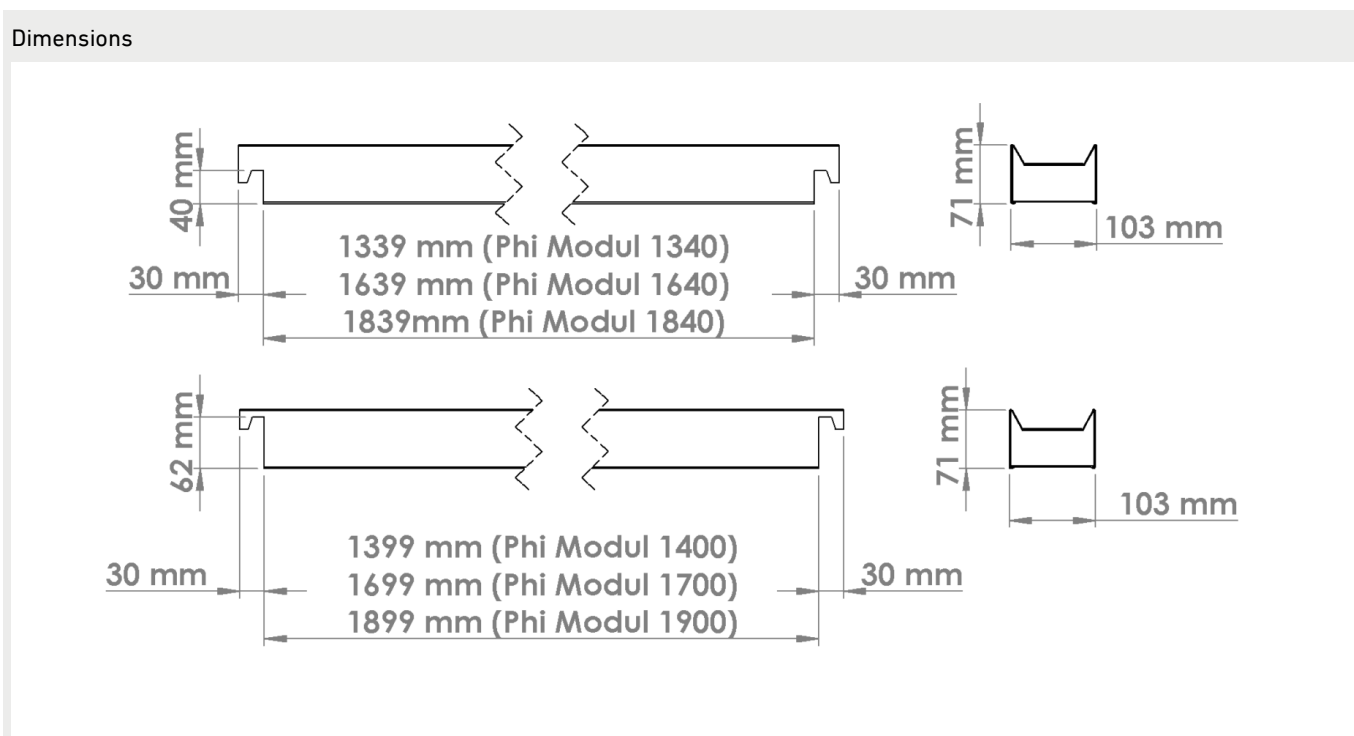 Dimensions
40 mm
71 mm
103 mm
1339 mm (Phi Modul 1340)
30 mm
1639 mm (Phi Modul 1640)
30 mm
1839mm (Phi Modul 1840)
62 mm
71 mm
103 mm
1399 mm (Phi Modul 1400)
30 mm
1699 mm (Phi Modul 1700)
30 mm
1899 mm (Phi Modul 1900)